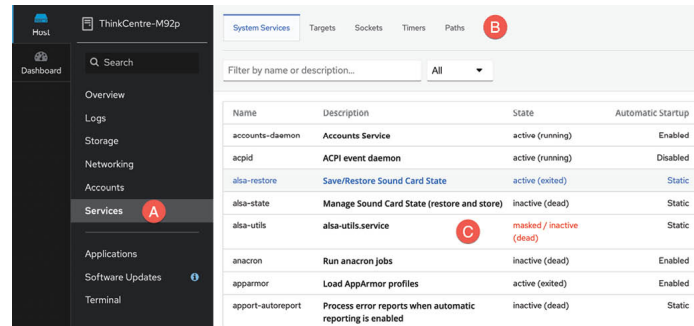 Host
Dashboard
ThinkCentre-M92p
Search
Overview
Logs
Storage
Networking
Accounts
Services A
Applications
Software Updates
Terminal
System Services Targets Sockets Timers Paths B
Filter by name or description... All
Name Description State Automatic Startup
accounts-daemon Accounts Service active (running) Enabled
acpid ACPI event daemon active (running) Disabled
alsa-restore Save/Restore Sound Card State active (exited) Static
alsa-state Manage Sound Card State (restore and store) inactive (dead) Static
alsa-utils alsa-utils.service C masked / inactive Static
(dead)
anacron Run anacron jobs inactive (dead) Enabled
apparmor Load AppArmor profiles active (exited) Enabled
apport-autoreport Process error reports when automatic inactive (dead) Static
reporting is enabled